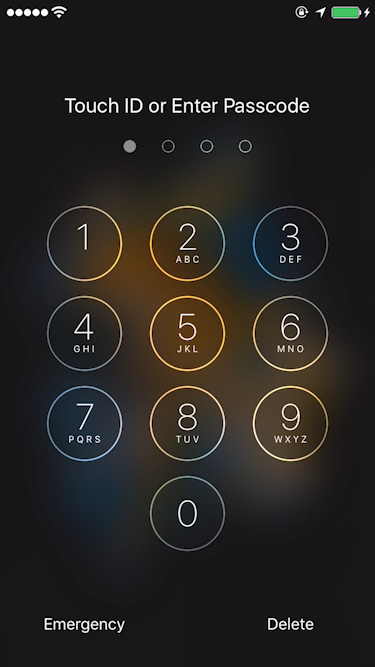 Touch ID or Enter Passcode
1 2 3
ABC DEF
4 5 6
GHI JKL MNO
7 8 9
PQRS TUV WXYZ
0
Emergency Delete